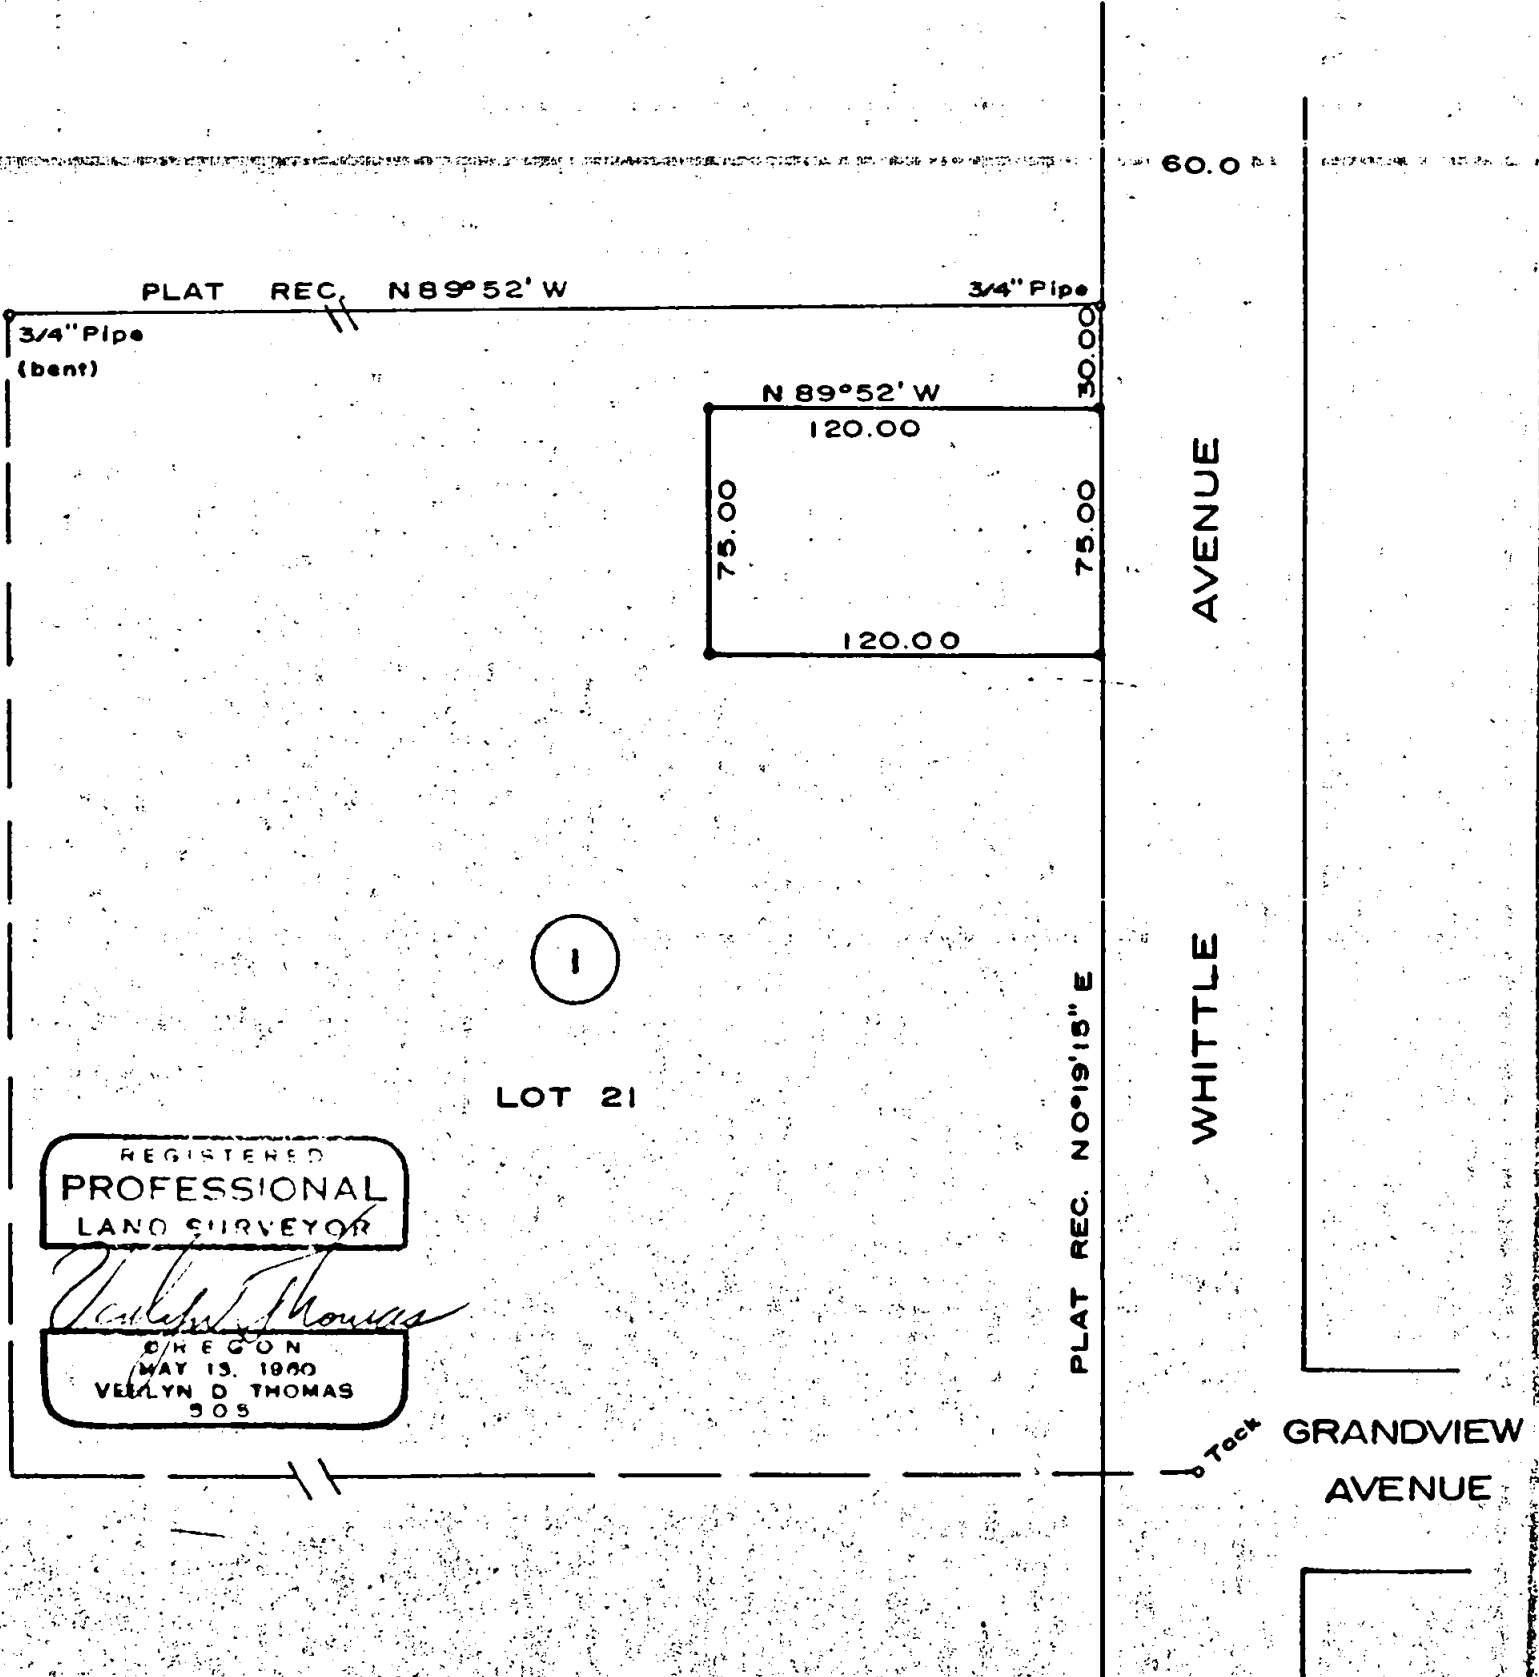 60.0
PLAT REC. N89°52'W
3/4" Pipe
3/4" Pipe
(bent)
30.00
N 89°52' W
120.00
75.00
75.00
120.00
AVENUE
WHITTLE
1
LOT 21
PLAT REC. N0°19'15" E
REGISTERED
PROFESSIONAL
LAND SURVEYOR
OREGON
MAY 13, 1960
VERLYN D THOMAS
505
Tack
GRANDVIEW
AVENUE